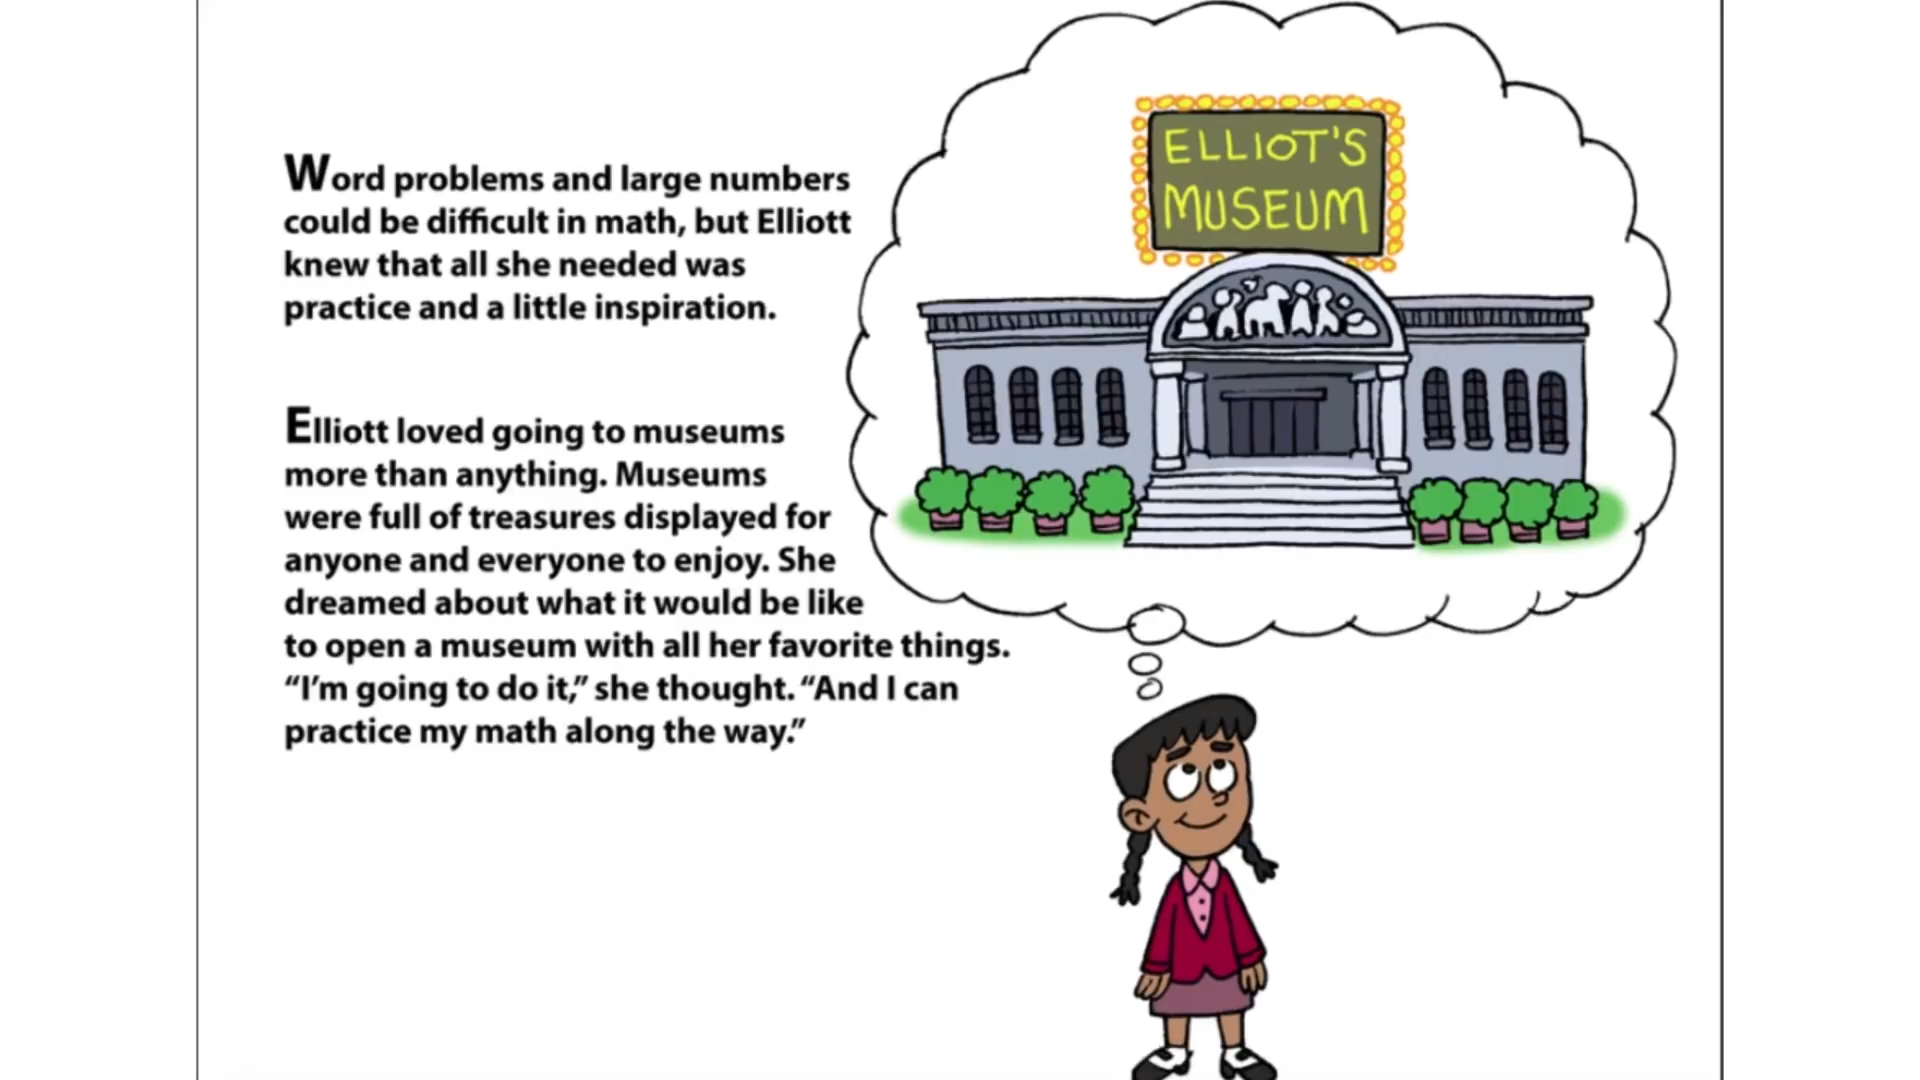 Word problems and large numbers
could be difficult in math, but Elliott
knew that all she needed was
practice and a little inspiration.
Elliott loved going to museums
more than anything. Museums
were full of treasures displayed for
anyone and everyone to enjoy. She
dreamed about what it would be like
to open a museum with all her favorite things.
“I’m going to do it,” she thought. “And I can
practice my math along the way.”
ELLIOT'S
MUSEUM